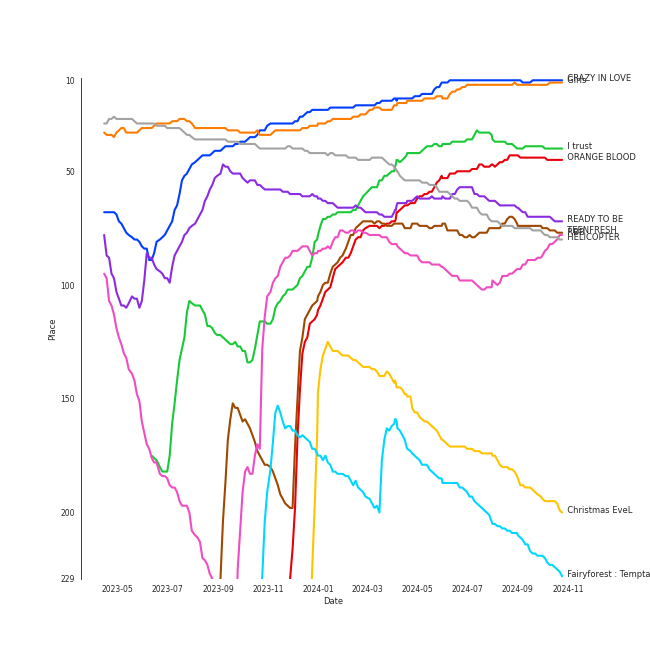 10
50
100
150
200
229
Place
2023-05
2023-07
2023-09
2023-11
2024-01
2024-03
2024-05
2024-07
2024-09
2024-11
Date
CRAZY IN LOVE
I trust
ORANGE BLOOD
READY TO BE
HELICOPTER
Christmas EveL
Fairyforest : Tempta